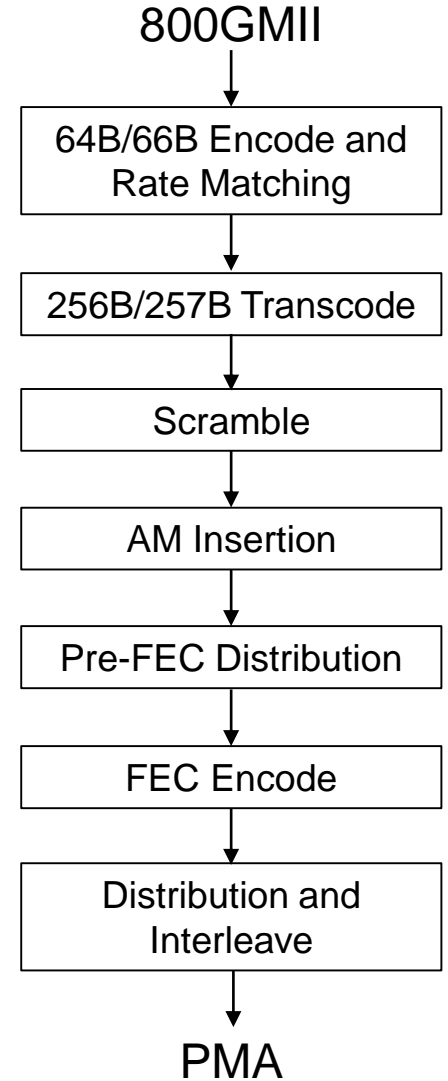 800GMII
64B/66B Encode and
Rate Matching
256B/257B Transcode
Scramble
AM Insertion
Pre-FEC Distribution
FEC Encode
Distribution and
Interleave
PMA